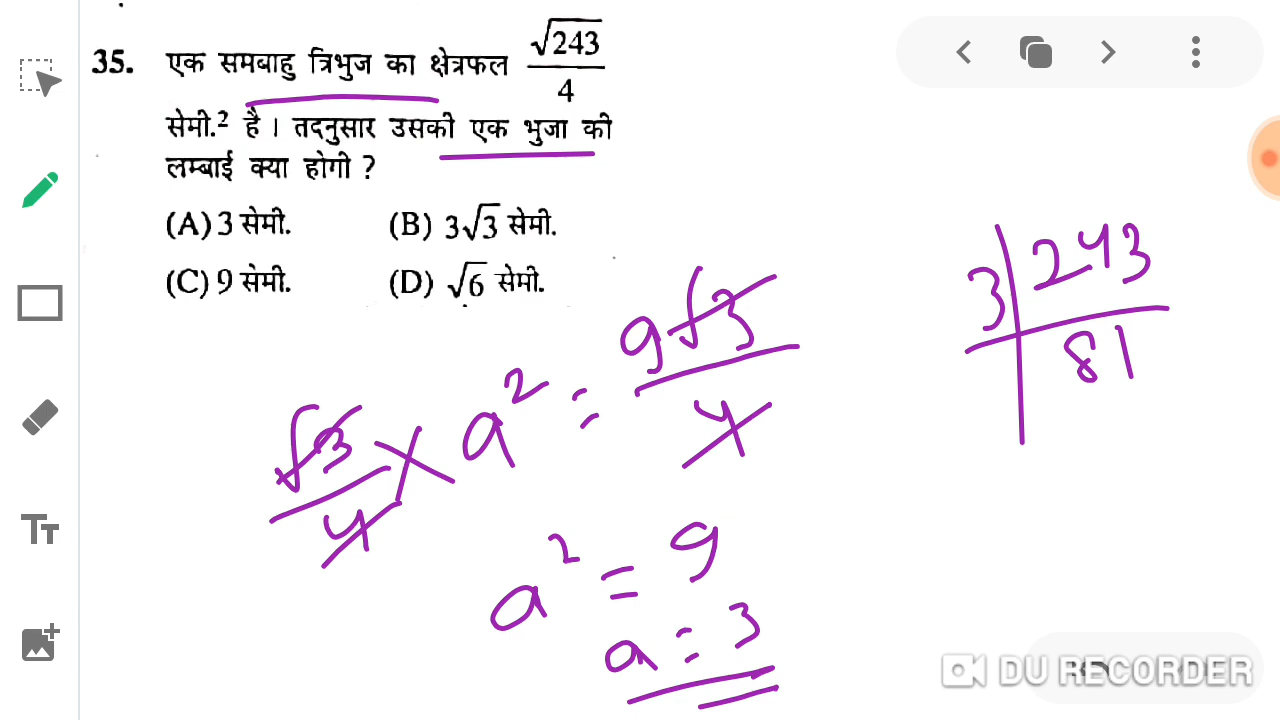 35. एक समबाहु त्रिभुज का क्षेत्रफल √243/4
सेमी.² है । तदनुसार उसकी एक भुजा की
लम्बाई क्या होगी ?
(A) 3 सेमी. (B) 3√3 सेमी.
(C) 9 सेमी. (D) √6 सेमी.
3 | 243
81
√3/4 × a² = 9√3/4
a² = 9
a = 3
TT
DU RECORDER